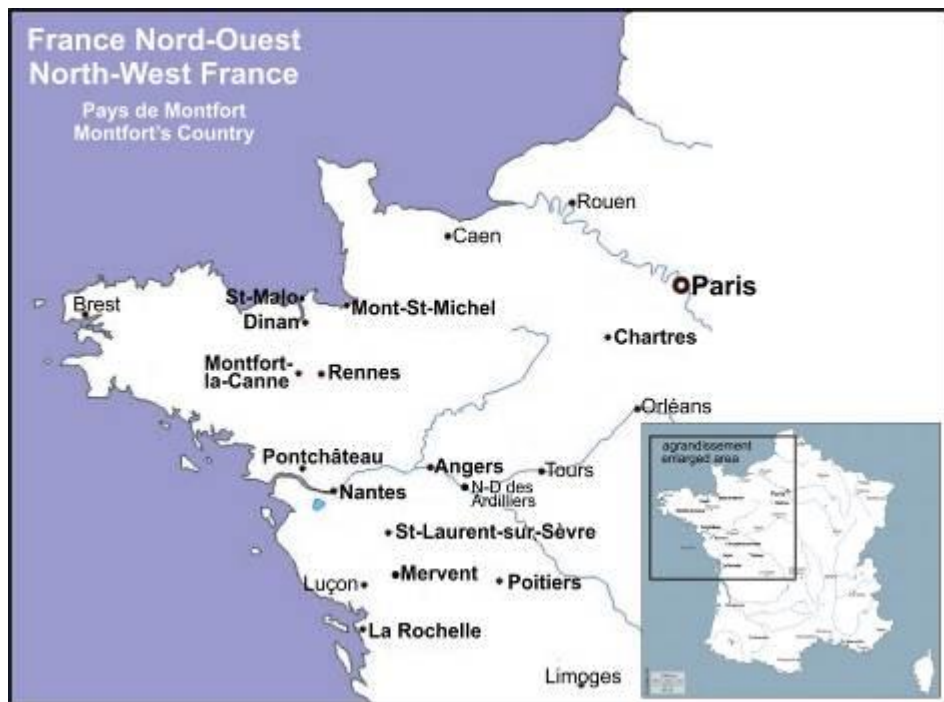 France Nord-Ouest
North-West France
Pays de Montfort
Montfort's Country
Rouen
Caen
Paris
Brest
St-Malo
Mont-St-Michel
Dinan
Chartres
Montfort-
la-Canne
Rennes
Orléans
agrandissement
emarged area
Pontchâteau
Angers
Tours
N-D des
Ardilliers
Nantes
St-Laurent-sur-Sèvre
Mervent
Luçon
Poitiers
La Rochelle
Limoges
Paris